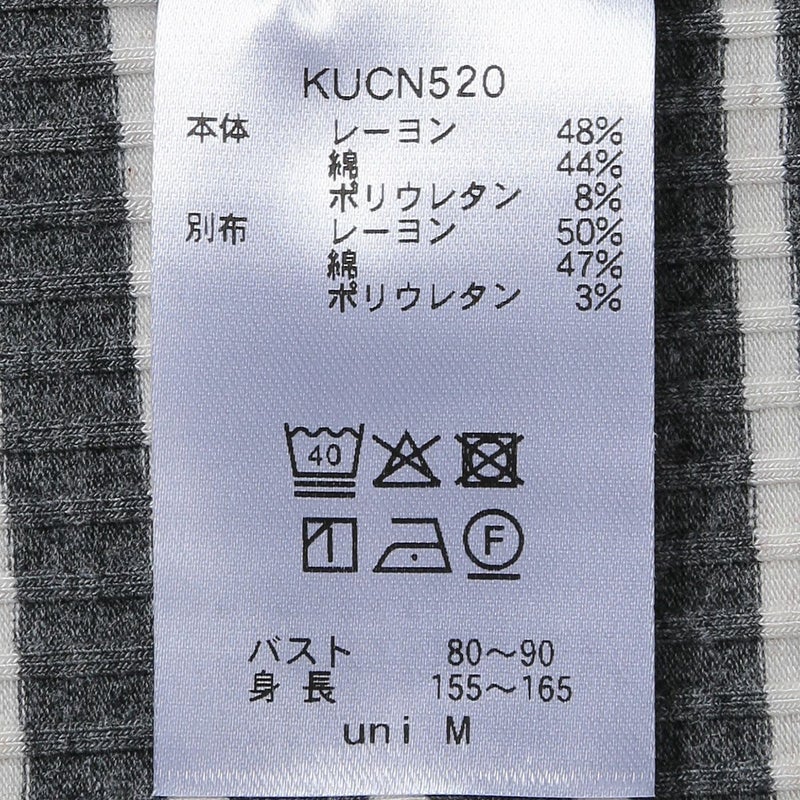 KUCN520
本体 レーヨン 48%
綿 44%
ポリウレタン 8%
別布 レーヨン 50%
綿 47%
ポリウレタン 3%
40
F
バスト 80~90
身長 155~165
uni M